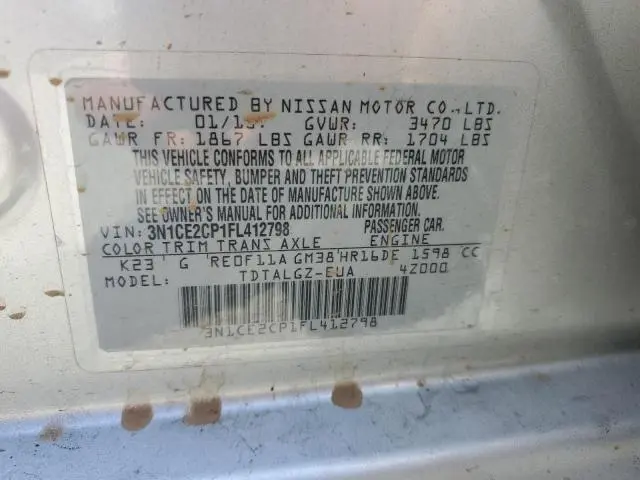 MANUFACTURED BY NISSAN MOTOR CO.,LTD.
DATE: 01/15. GVWR: 3470 LBS
GAWR FR: 1867 LBS GAWR RR: 1704 LBS
THIS VEHICLE CONFORMS TO ALL APPLICABLE FEDERAL MOTOR
VEHICLE SAFETY, BUMPER AND THEFT PREVENTION STANDARDS
IN EFFECT ON THE DATE OF MANUFACTURE SHOWN ABOVE.
SEE OWNER'S MANUAL FOR ADDITIONAL INFORMATION.
VIN: 3N1CE2CP1FL412798 PASSENGER CAR.
COLOR TRIM TRANS AXLE ENGINE
K23 G RE0F11A GM38 HR16DE 1598 CC
MODEL: TDTALGZ-EUA 4Z000
3N1CE2CP1FL412798